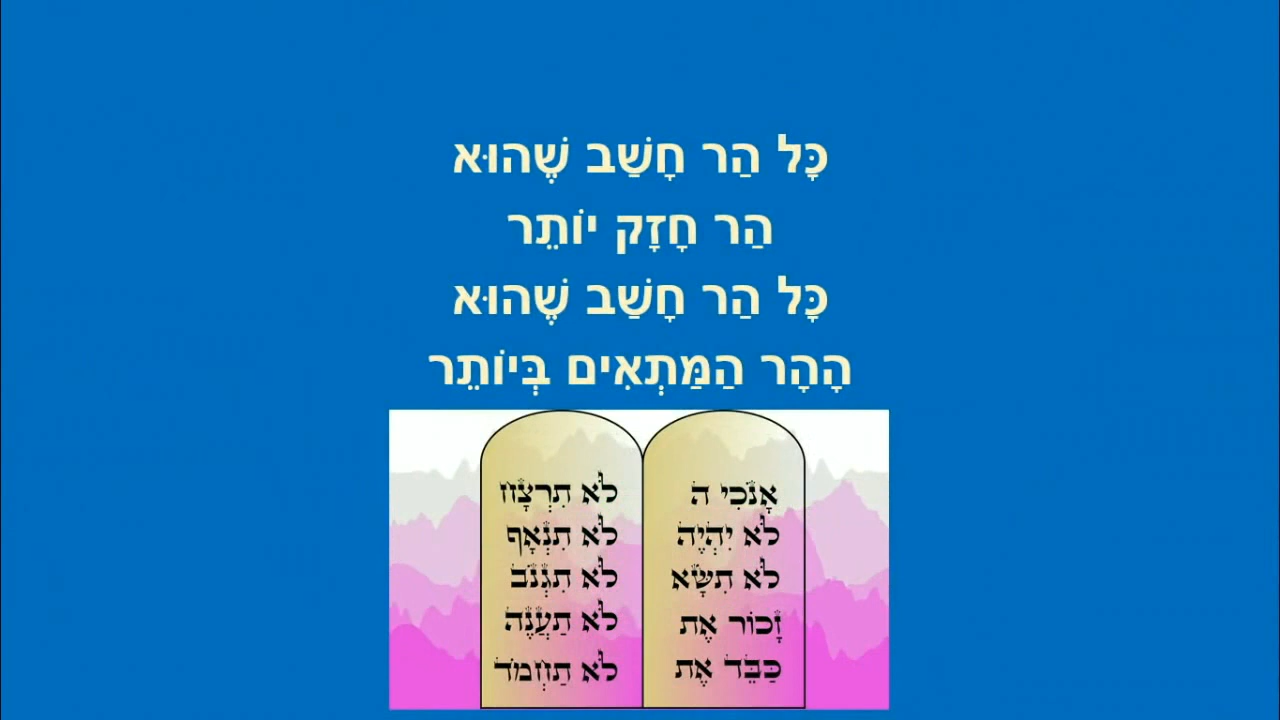 כָּל הַר חָשַׁב שֶׁהוּא
הַר חָזָק יוֹתֵר
כָּל הַר חָשַׁב שֶׁהוּא
הָהָר הַמַּתְאִים בְּיוֹתֵר
אָנֹכִי ה
לֹא יִהְיֶה
לֹא תִשָּׂא
זָכוֹר אֶת
כַּבֵּד אֶת
לֹא תִרְצָח
לֹא תִנְאָף
לֹא תִגְנֹב
לֹא תַעֲנֶה
לֹא תַחְמֹד